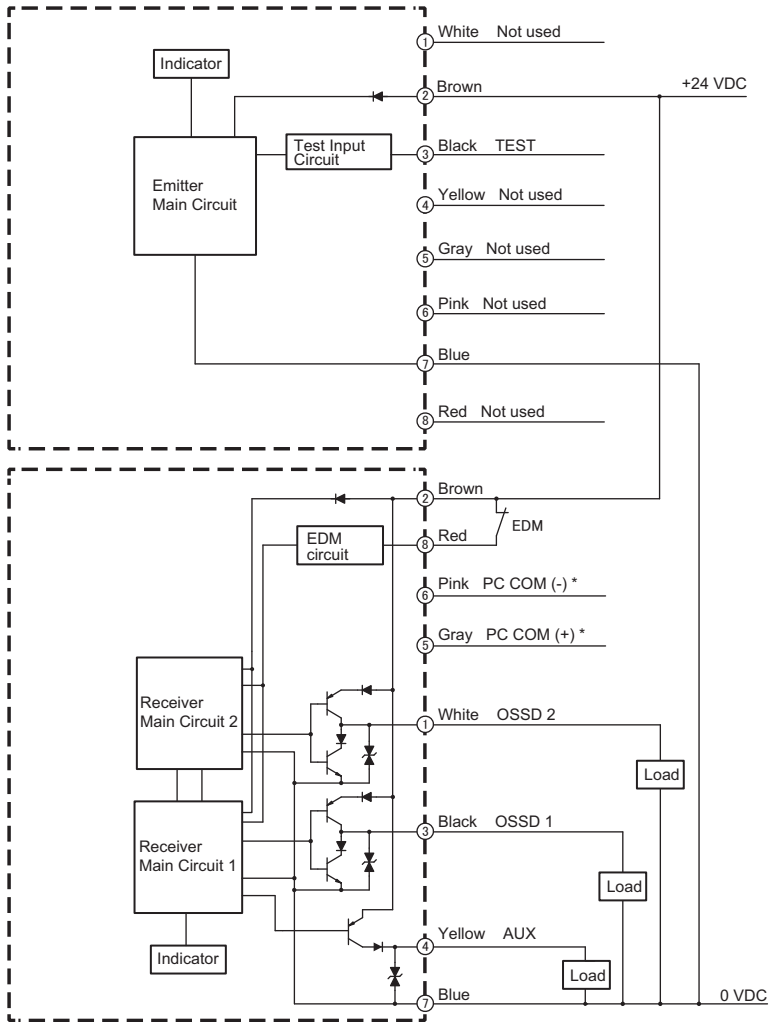 ① White Not used
Indicator
② Brown
+24 VDC
Test Input
Circuit
③ Black TEST
Emitter
Main Circuit
④ Yellow Not used
⑤ Gray Not used
⑥ Pink Not used
⑦ Blue
⑧ Red Not used
② Brown
EDM
EDM
circuit
⑧ Red
⑥ Pink PC COM (-) *
⑤ Gray PC COM (+) *
Receiver
Main Circuit 2
① White OSSD 2
Load
Receiver
Main Circuit 1
③ Black OSSD 1
Load
Indicator
④ Yellow AUX
Load
⑦ Blue
0 VDC